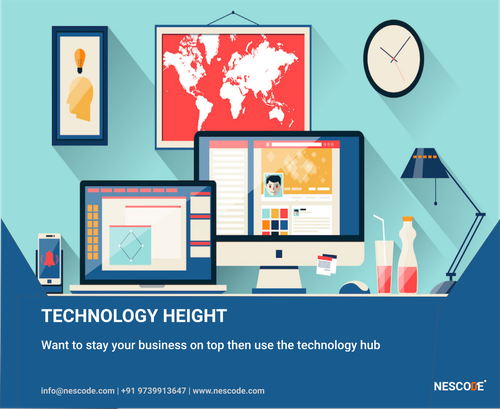 TECHNOLOGY HEIGHT
Want to stay your business on top then use the technology hub
info@nescode.com | +91 9739913647 | www.nescode.com
NESCODE